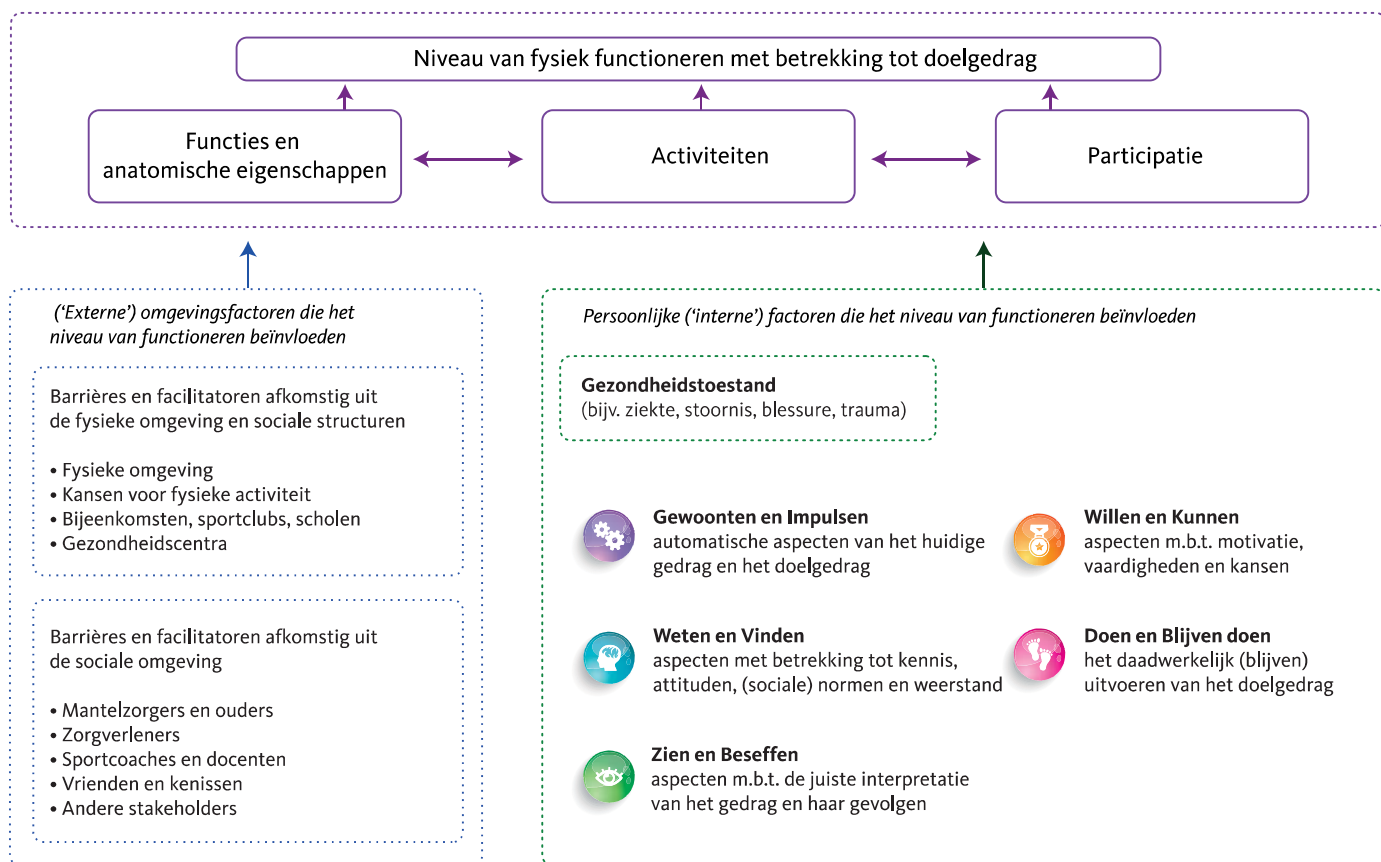 Niveau van fysiek functioneren met betrekking tot doelgedrag
Functies en
anatomische eigenschappen
Activiteiten
Participatie
('Externe') omgevingsfactoren die het
niveau van functioneren beïnvloeden
Barrières en facilitatoren afkomstig uit
de fysieke omgeving en sociale structuren
• Fysieke omgeving
• Kansen voor fysieke activiteit
• Bijeenkomsten, sportclubs, scholen
• Gezondheidscentra
Barrières en facilitatoren afkomstig uit
de sociale omgeving
• Mantelzorgers en ouders
• Zorgverleners
• Sportcoaches en docenten
• Vrienden en kenissen
• Andere stakeholders
Persoonlijke ('interne') factoren die het niveau van functioneren beïnvloeden
Gezondheidstoestand
(bijv. ziekte, stoornis, blessure, trauma)
Gewoonten en Impulsen
automatische aspecten van het huidige
gedrag en het doelgedrag
Weten en Vinden
aspecten met betrekking tot kennis,
attituden, (sociale) normen en weerstand
Zien en Beseffen
aspecten m.b.t. de juiste interpretatie
van het gedrag en haar gevolgen
Willen en Kunnen
aspecten m.b.t. motivatie,
vaardigheden en kansen
Doen en Blijven doen
het daadwerkelijk (blijven)
uitvoeren van het doelgedrag